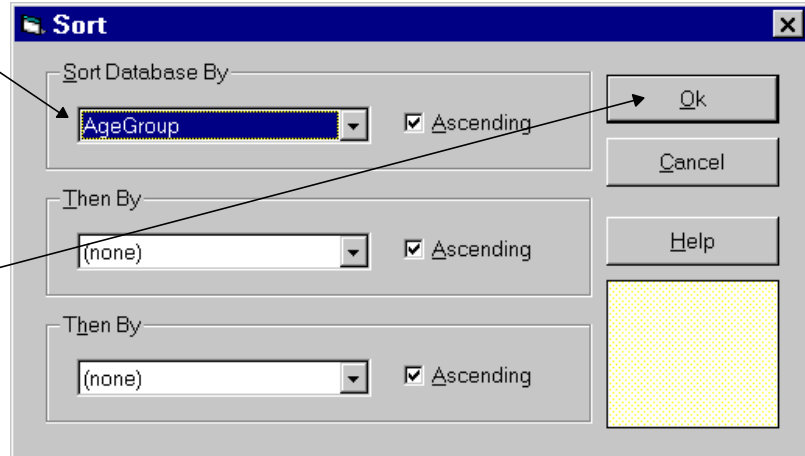 Sort
Sort Database By
AgeGroup
Ascending
Then By
(none)
Ascending
Then By
(none)
Ascending
Ok
Cancel
Help